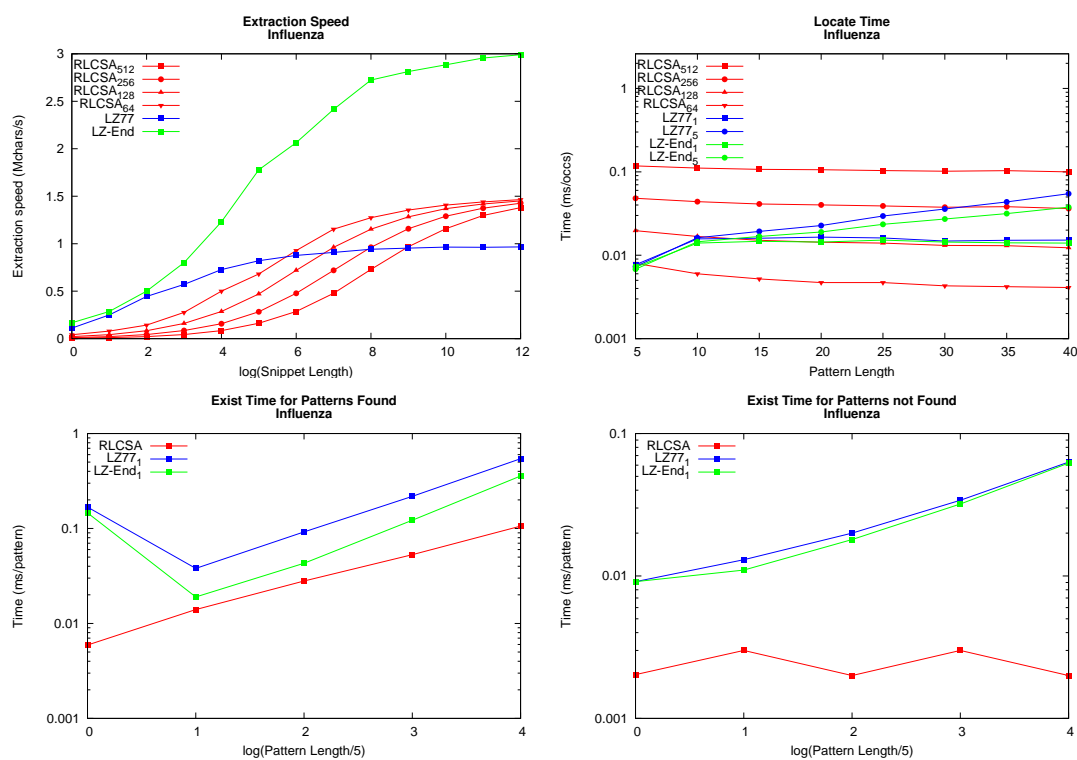 Extraction Speed
Influenza
Extraction speed (Mchars/s)
3
2.5
2
1.5
1
0.5
0
RLCSA512
RLCSA256
RLCSA128
RLCSA64
LZ77
LZ-End
0 2 4 6 8 10 12
log(Snippet Length)
Locate Time
Influenza
Time (ms/occs)
1
0.1
0.01
0.001
RLCSA512
RLCSA256
RLCSA128
RLCSA64
LZ771
LZ775
LZ-End1
LZ-End5
5 10 15 20 25 30 35 40
Pattern Length
Exist Time for Patterns Found
Influenza
Time (ms/pattern)
1
0.1
0.01
0.001
RLCSA
LZ771
LZ-End1
0 1 2 3 4
log(Pattern Length/5)
Exist Time for Patterns not Found
Influenza
Time (ms/pattern)
0.1
0.01
0.001
RLCSA
LZ771
LZ-End1
0 1 2 3 4
log(Pattern Length/5)